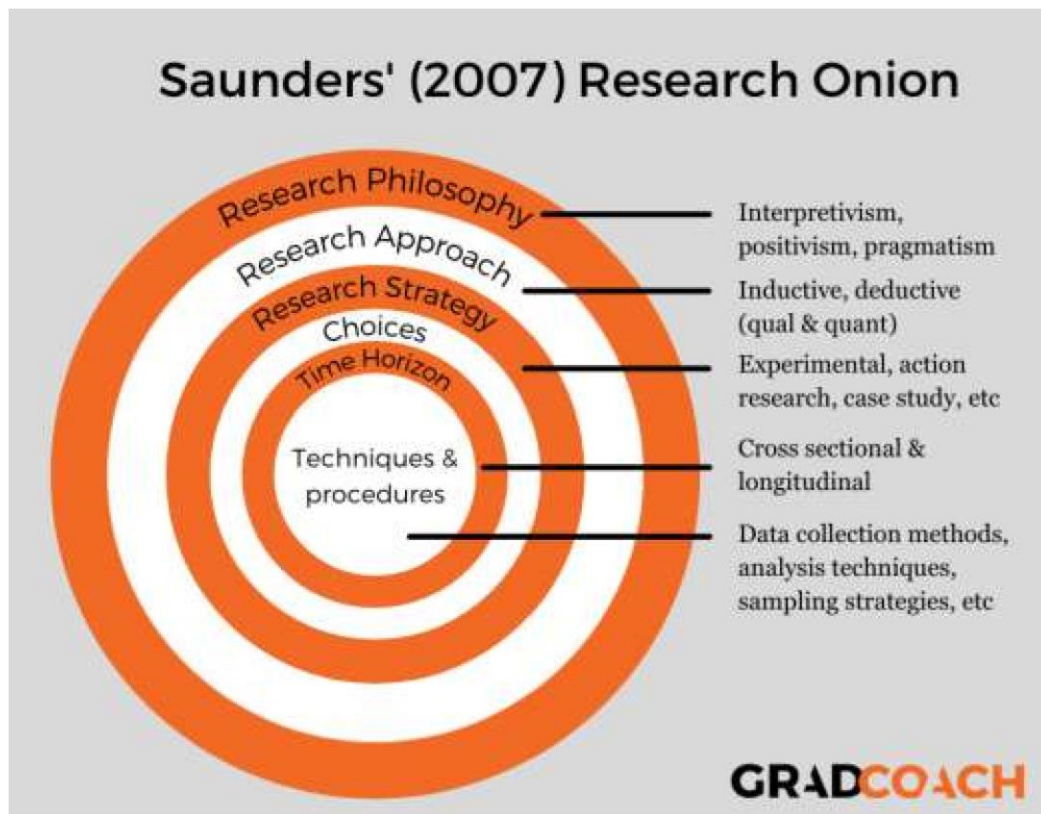 Saunders' (2007) Research Onion
Research Philosophy
Research Approach
Research Strategy
Choices
Time Horizon
Techniques &
procedures
Interpretivism,
positivism, pragmatism
Inductive, deductive
(qual & quant)
Experimental, action
research, case study, etc
Cross sectional &
longitudinal
Data collection methods,
analysis techniques,
sampling strategies, etc
GRADCOACH